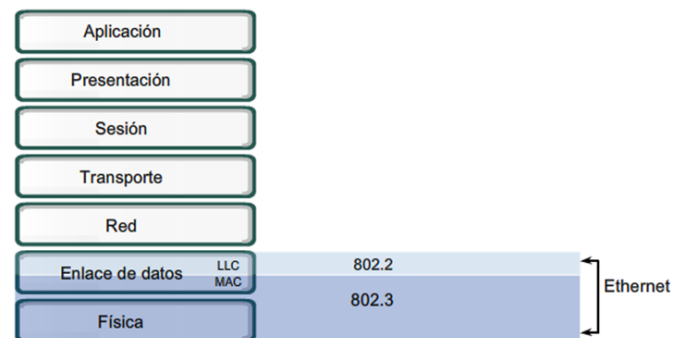 Aplicación
Presentación
Sesión
Transporte
Red
Enlace de datos
LLC
MAC
802.2
802.3
Ethernet
Física